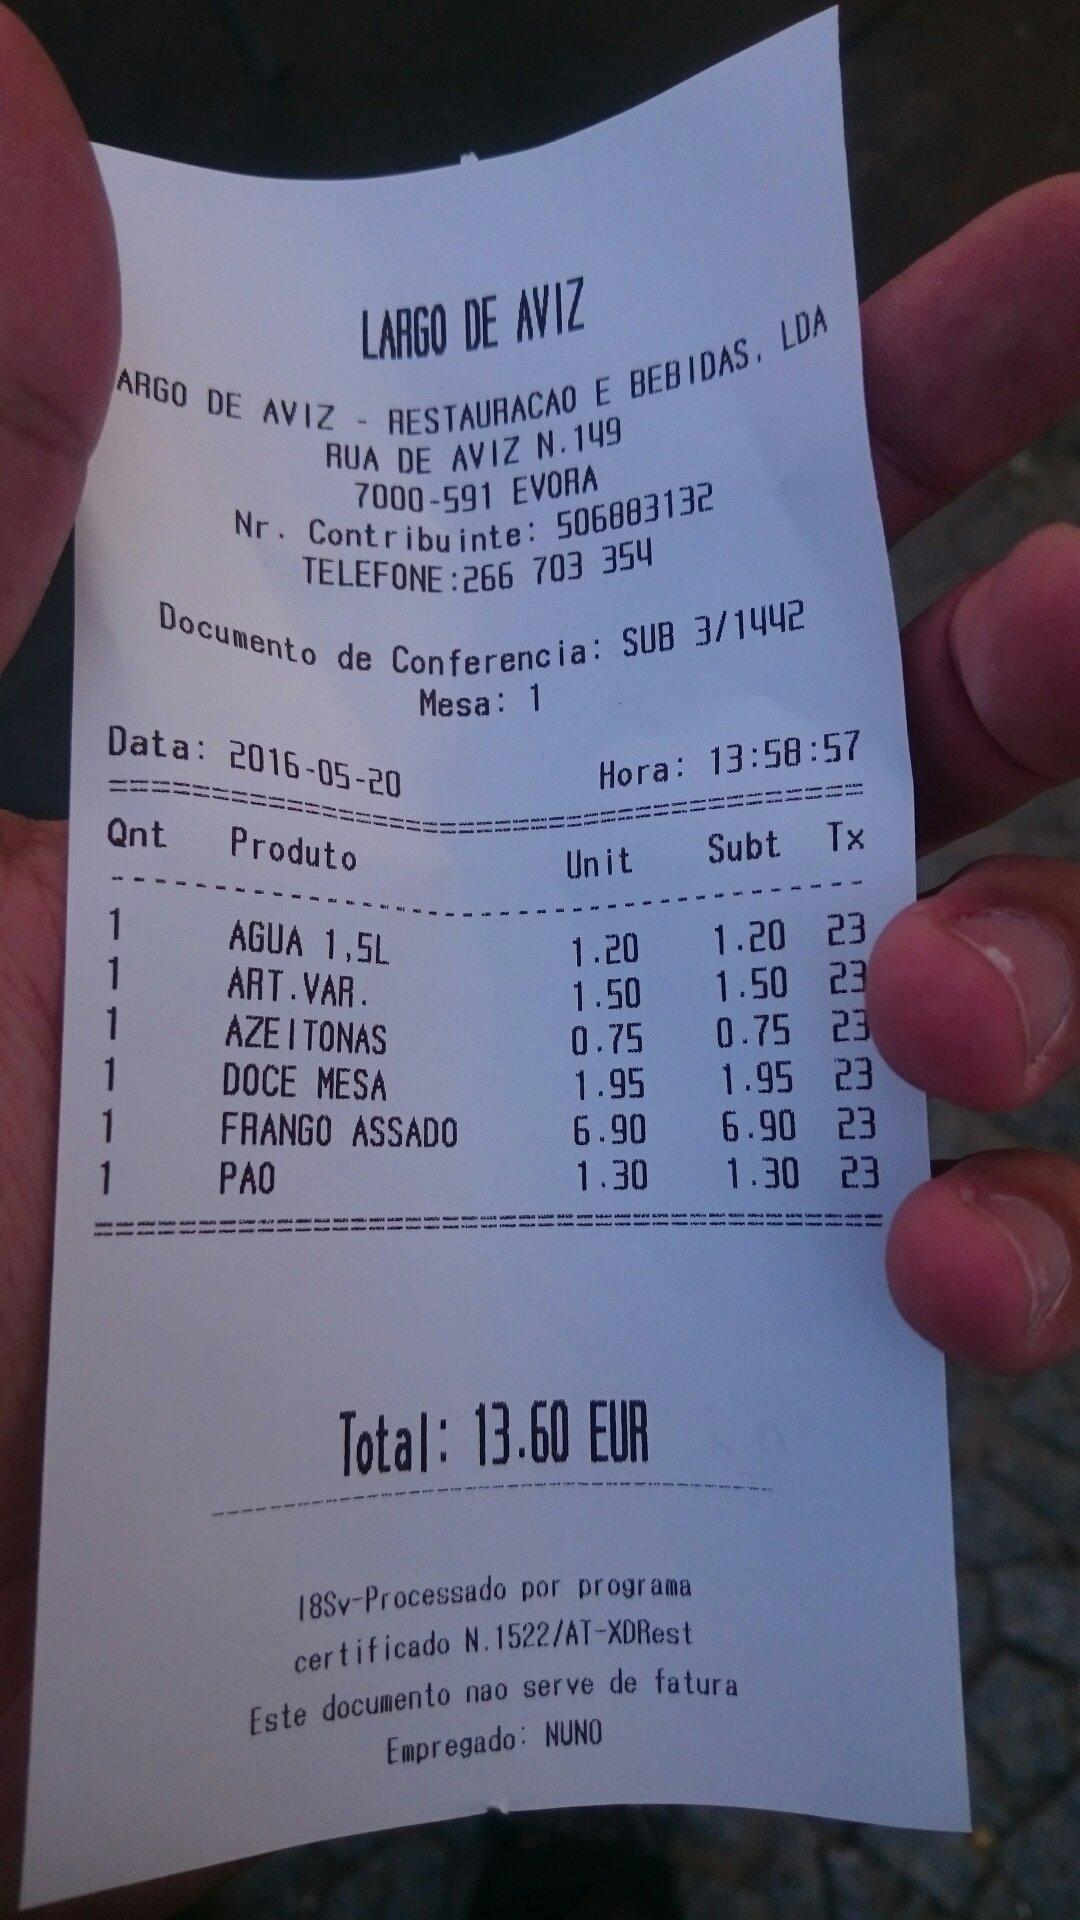 LARGO DE AVIZ
ARGO DE AVIZ - RESTAURACAO E BEBIDAS, LDA
RUA DE AVIZ N.149
7000-591 EVORA
Nr. Contribuinte: 506883132
TELEFONE:266 703 354
Documento de Conferencia: SUB 3/1442
Mesa: 1
Data: 2016-05-20 Hora: 13:58:57
Qnt Produto Unit Subt Tx
1 AGUA 1,5L 1.20 1.20 23
1 ART.VAR. 1.50 1.50 23
1 AZEITONAS 0.75 0.75 23
1 DOCE MESA 1.95 1.95 23
1 FRANGO ASSADO 6.90 6.90 23
1 PAO 1.30 1.30 23
Total: 13.60 EUR
l8Sv-Processado por programa
certificado N.1522/AT-XDRest
Este documento nao serve de fatura
Empregado: NUNO